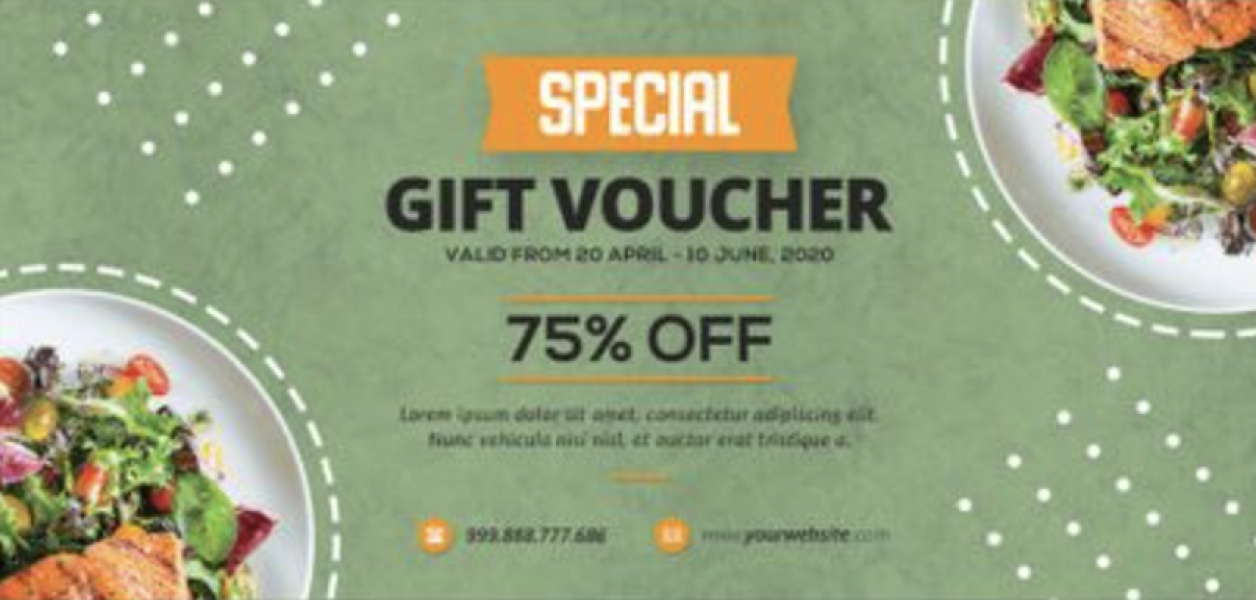 SPECIAL
GIFT VOUCHER
VALID FROM 20 APRIL - 10 JUNE, 2020
75% OFF
Lorem ipsum dolor sit amet, consectetur adipiscing elit.
Nunc vehicula nisi nisl, et auctor erat tristique a.
999.888.777.686
www.yourwebsite.com